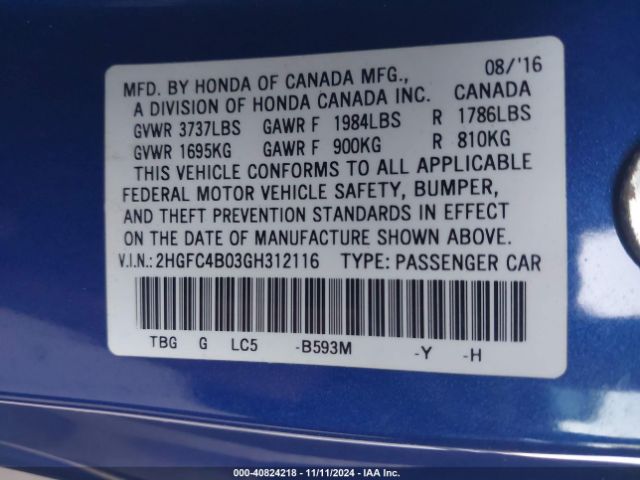 MFD. BY HONDA OF CANADA MFG., 08/'16
A DIVISION OF HONDA CANADA INC. CANADA
GVWR 3737LBS GAWR F 1984LBS R 1786LBS
GVWR 1695KG GAWR F 900KG R 810KG
THIS VEHICLE CONFORMS TO ALL APPLICABLE
FEDERAL MOTOR VEHICLE SAFETY, BUMPER,
AND THEFT PREVENTION STANDARDS IN EFFECT
ON THE DATE OF MANUFACTURE SHOWN ABOVE.
V.I.N.: 2HGFC4B03GH312116 TYPE: PASSENGER CAR
TBG G LC5 -B593M -Y -H
000-40824218 - 11/11/2024 - IAA Inc.